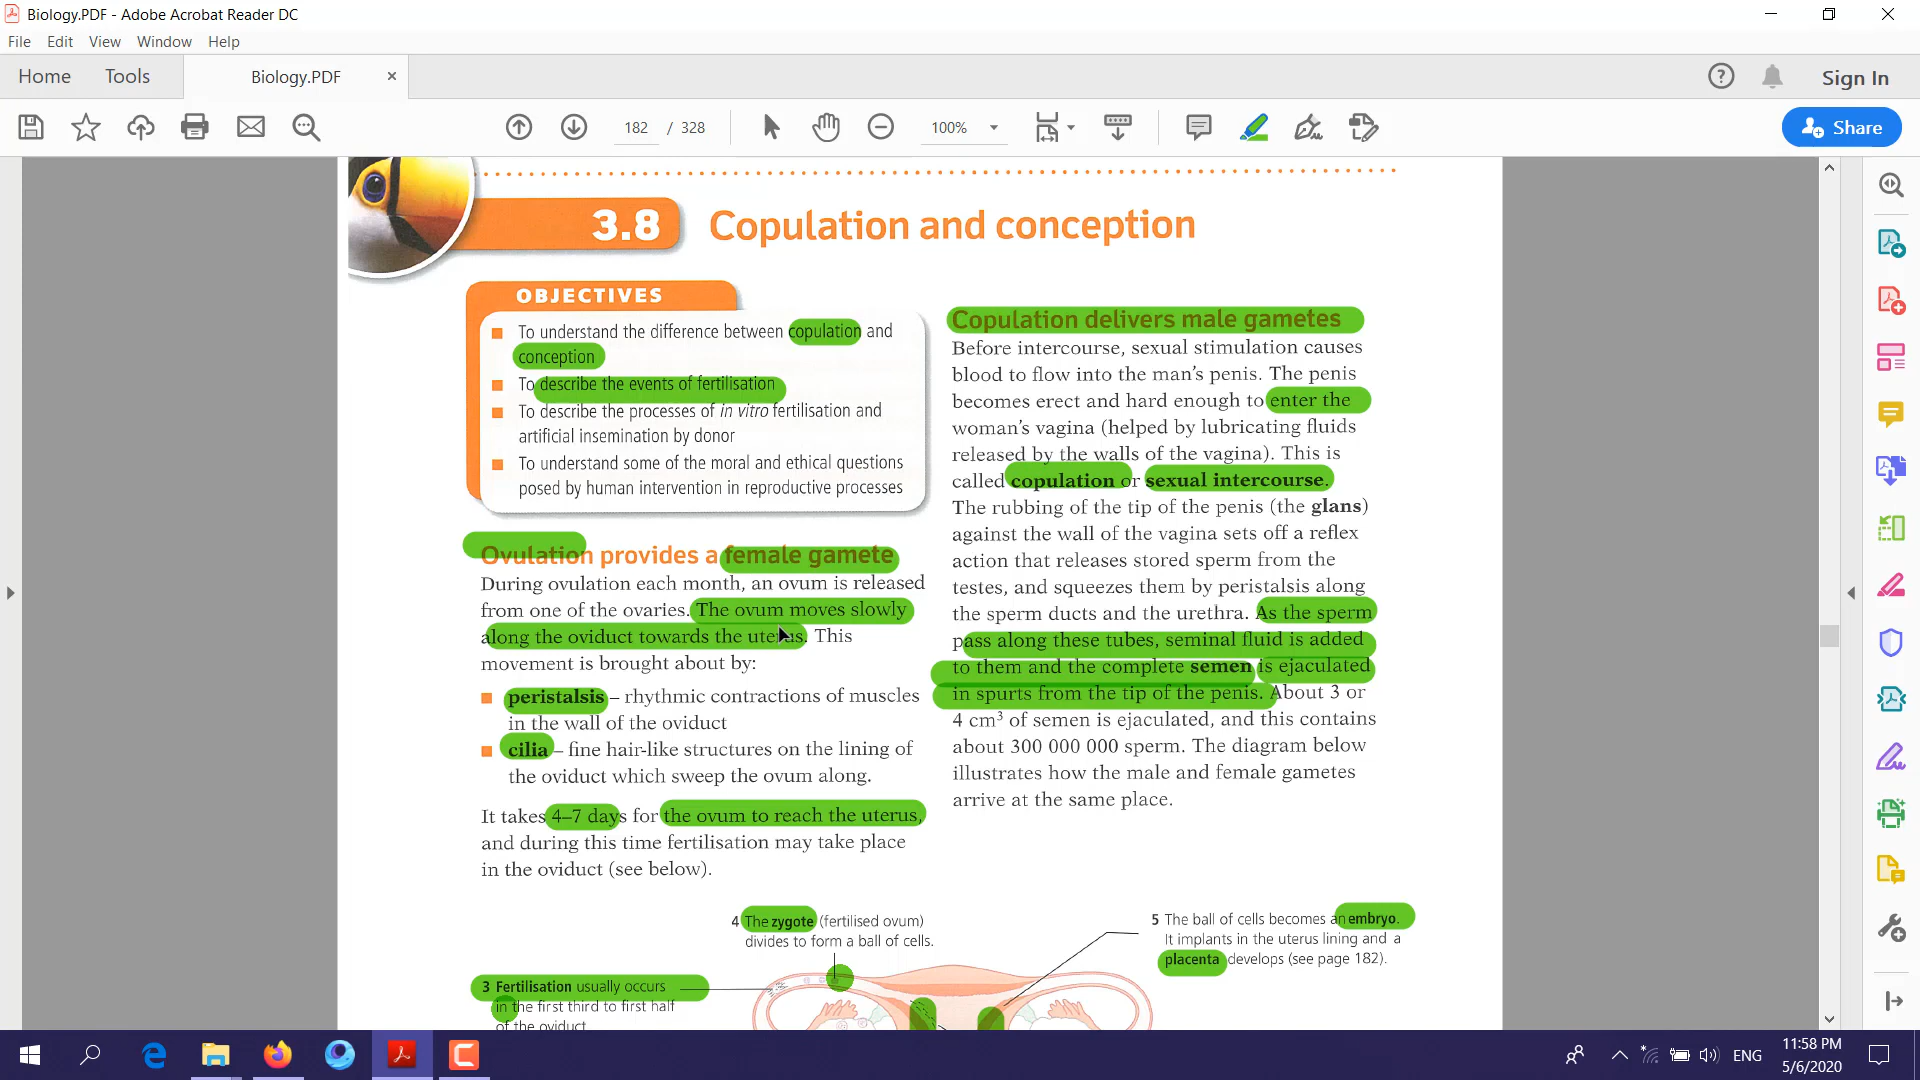 Biology.PDF - Adobe Acrobat Reader DC
File Edit View Window Help
Home Tools Biology.PDF × Sign In
182 / 328 100% Share
3.8 Copulation and conception
OBJECTIVES
To understand the difference between copulation and
conception
To describe the events of fertilisation
To describe the processes of in vitro fertilisation and
artificial insemination by donor
To understand some of the moral and ethical questions
posed by human intervention in reproductive processes
Ovulation provides a female gamete
During ovulation each month, an ovum is released
from one of the ovaries. The ovum moves slowly
along the oviduct towards the uterus. This
movement is brought about by:
peristalsis – rhythmic contractions of muscles
in the wall of the oviduct
cilia – fine hair-like structures on the lining of
the oviduct which sweep the ovum along.
It takes 4–7 days for the ovum to reach the uterus,
and during this time fertilisation may take place
in the oviduct (see below).
Copulation delivers male gametes
Before intercourse, sexual stimulation causes
blood to flow into the man's penis. The penis
becomes erect and hard enough to enter the
woman's vagina (helped by lubricating fluids
released by the walls of the vagina). This is
called copulation or sexual intercourse.
The rubbing of the tip of the penis (the glans)
against the wall of the vagina sets off a reflex
action that releases stored sperm from the
testes, and squeezes them by peristalsis along
the sperm ducts and the urethra. As the sperm
pass along these tubes, seminal fluid is added
to them and the complete semen is ejaculated
in spurts from the tip of the penis. About 3 or
4 cm³ of semen is ejaculated, and this contains
about 300 000 000 sperm. The diagram below
illustrates how the male and female gametes
arrive at the same place.
4 The zygote (fertilised ovum)
divides to form a ball of cells.
5 The ball of cells becomes an embryo.
It implants in the uterus lining and a
placenta develops (see page 182).
3 Fertilisation usually occurs
in the first third to first half
of the oviduct
ENG
11:58 PM
5/6/2020